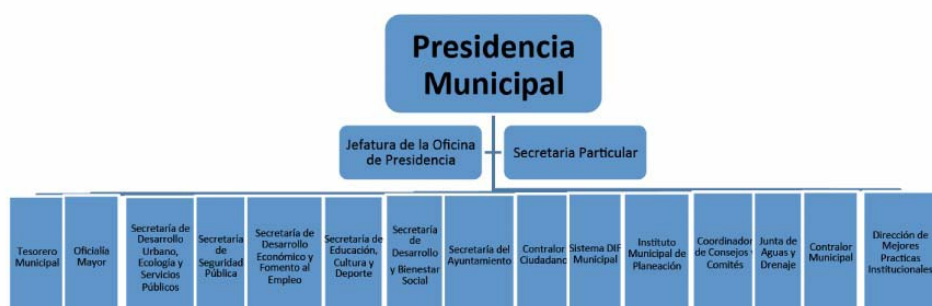 Presidencia
Municipal
Jefatura de la Oficina
de Presidencia
Secretaria Particular
Tesorero
Municipal
Oficialía
Mayor
Secretaría de
Desarrollo
Urbano,
Ecología y
Servicios
Públicos
Secretaria
de
Seguridad
Pública
Secretaría de
Desarrollo
Económico y
Fomento al
Empleo
Secretaria de
Educación,
Cultura y
Deporte
Secretaría
de
Desarrollo
y Bienestar
Social
Secretaría del
Ayuntamiento
Contralor
Ciudadano
Sistema DIF
Municipal
Instituto
Municipal de
Planeación
Coordinador
de Consejos y
Comités
Junta de
Aguas y
Drenaje
Contralor
Municipal
Dirección de
Mejores
Practicas
Institucionales